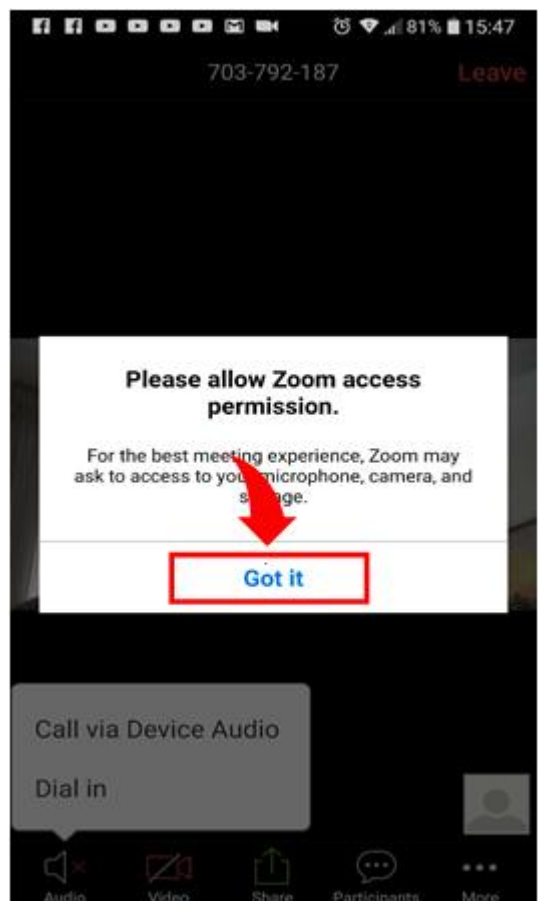 81% 15:47
703-792-187 Leave
Please allow Zoom access
permission.
For the best meeting experience, Zoom may
ask to access to your microphone, camera, and
Got it
Call via Device Audio
Dial in
Audio Video Share Participants More